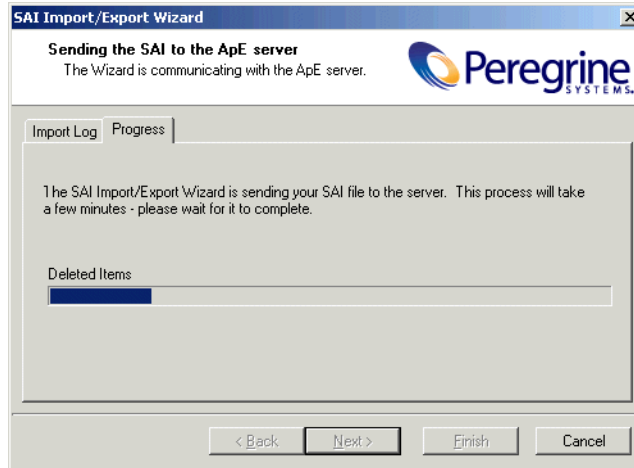 SAI Import/Export Wizard
Sending the SAI to the ApE server
The Wizard is communicating with the ApE server.
Peregrine
SYSTEMS
Import Log
Progress
The SAI Import/Export Wizard is sending your SAI file to the server. This process will take
a few minutes - please wait for it to complete.
Deleted Items
< Back
Next >
Finish
Cancel